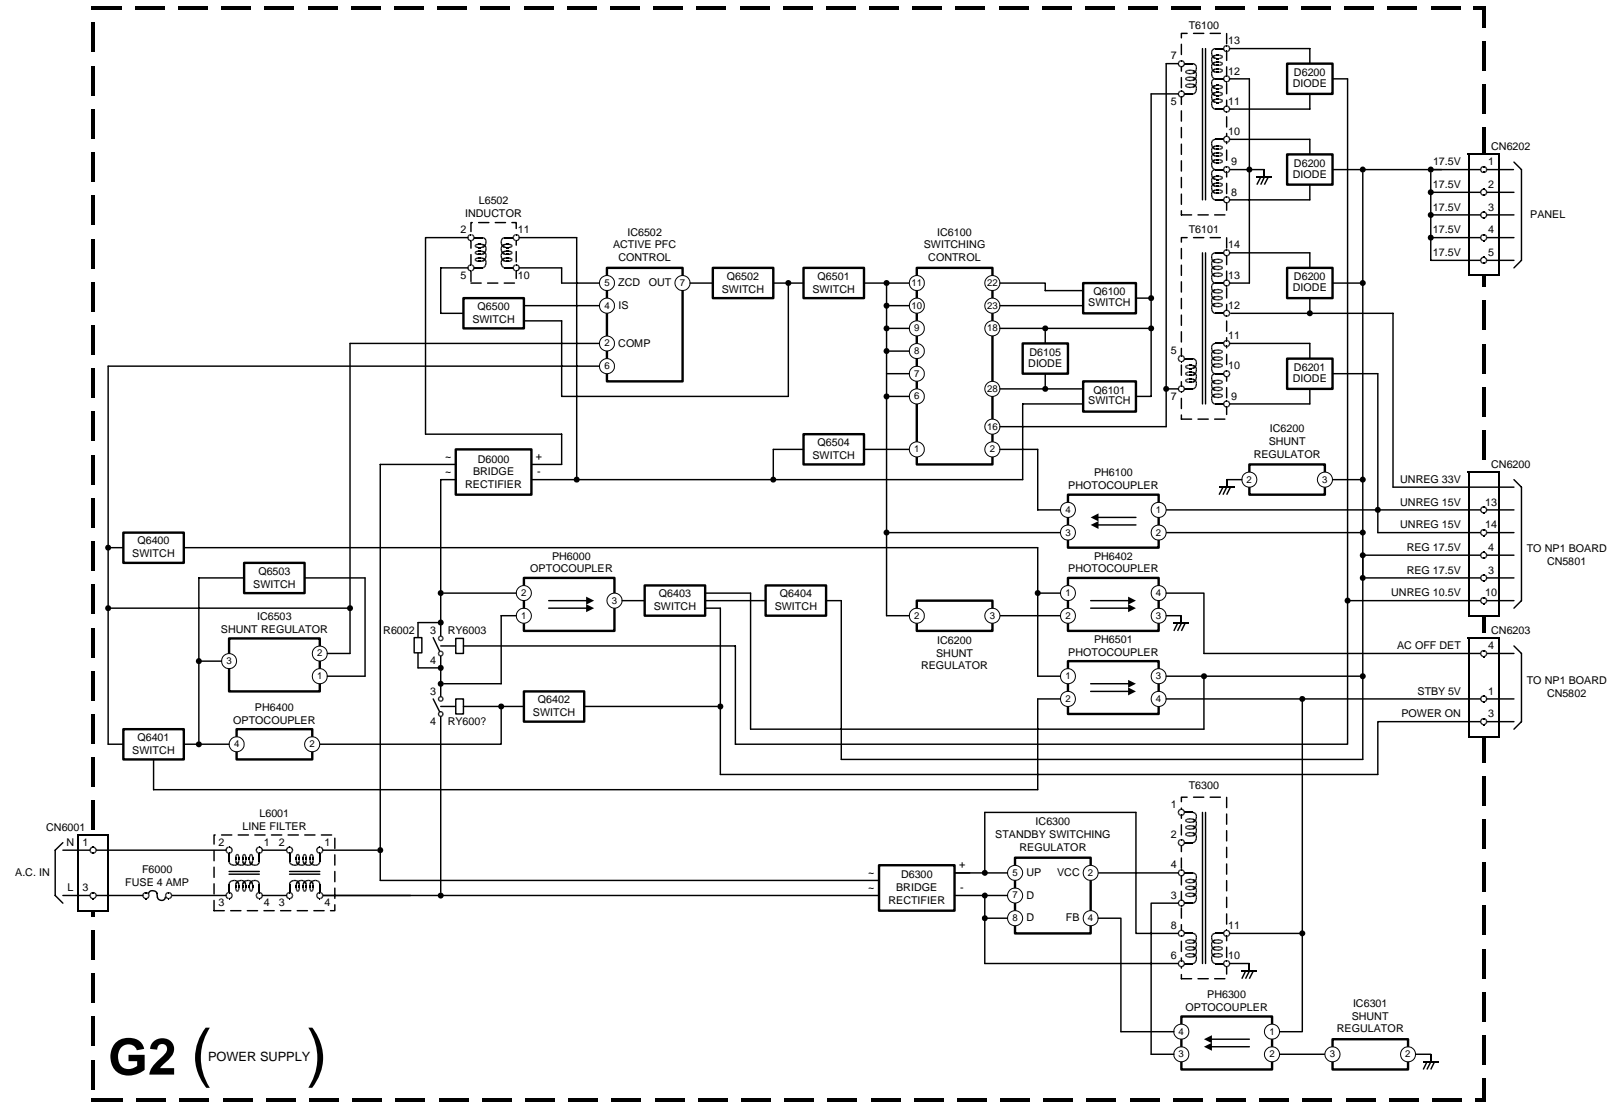 T6100
13
7
12
D6200
DIODE
5
11
10
CN6202
9
D6200
DIODE
17.5V
1
8
17.5V
2
L6502
INDUCTOR
17.5V
3
PANEL
2
11
IC6502
ACTIVE PFC
CONTROL
IC6100
SWITCHING
CONTROL
T6101
17.5V
4
14
17.5V
5
5
10
13
D6200
DIODE
5
ZCD
OUT
7
Q6502
SWITCH
Q6501
SWITCH
11
22
Q6100
SWITCH
Q6500
SWITCH
4
IS
10
23
12
9
18
2
COMP
8
D6105
DIODE
5
11
6
7
10
D6201
DIODE
6
28
Q6101
SWITCH
7
9
16
IC6200
SHUNT
REGULATOR
~
D6000
BRIDGE
RECTIFIER
+
~
-
Q6504
SWITCH
1
2
CN6200
PH6100
PHOTOCOUPLER
2
3
UNREG 33V
4
1
UNREG 15V
13
3
2
UNREG 15V
14
Q6400
SWITCH
PH6000
OPTOCOUPLER
PH6402
PHOTOCOUPLER
REG 17.5V
4
TO NP1 BOARD
CN5801
Q6503
SWITCH
REG 17.5V
3
2
3
Q6403
SWITCH
Q6404
SWITCH
1
4
UNREG 10.5V
10
1
2
3
1
3
IC6503
SHUNT REGULATOR
R6002
3
RY6003
IC6200
SHUNT
REGULATOR
PH6501
PHOTOCOUPLER
CN6203
AC OFF DET
4
3
2
4
1
1
3
TO NP1 BOARD
CN5802
3
2
4
STBY 5V
1
PH6400
OPTOCOUPLER
4
RY600?
Q6402
SWITCH
POWER ON
3
Q6401
SWITCH
4
2
T6300
1
CN6001
L6001
LINE FILTER
IC6300
STANDBY SWITCHING
REGULATOR
N
1
2
1
2
1
2
A.C. IN
F6000
FUSE 4 AMP
~
D6300
BRIDGE
RECTIFIER
+
5
UP
VCC
2
4
L
3
~
-
7
D
3
3
4
3
4
8
D
FB
4
8
11
6
10
PH6300
OPTOCOUPLER
IC6301
SHUNT
REGULATOR
4
1
3
2
3
2
G2 (POWER SUPPLY)